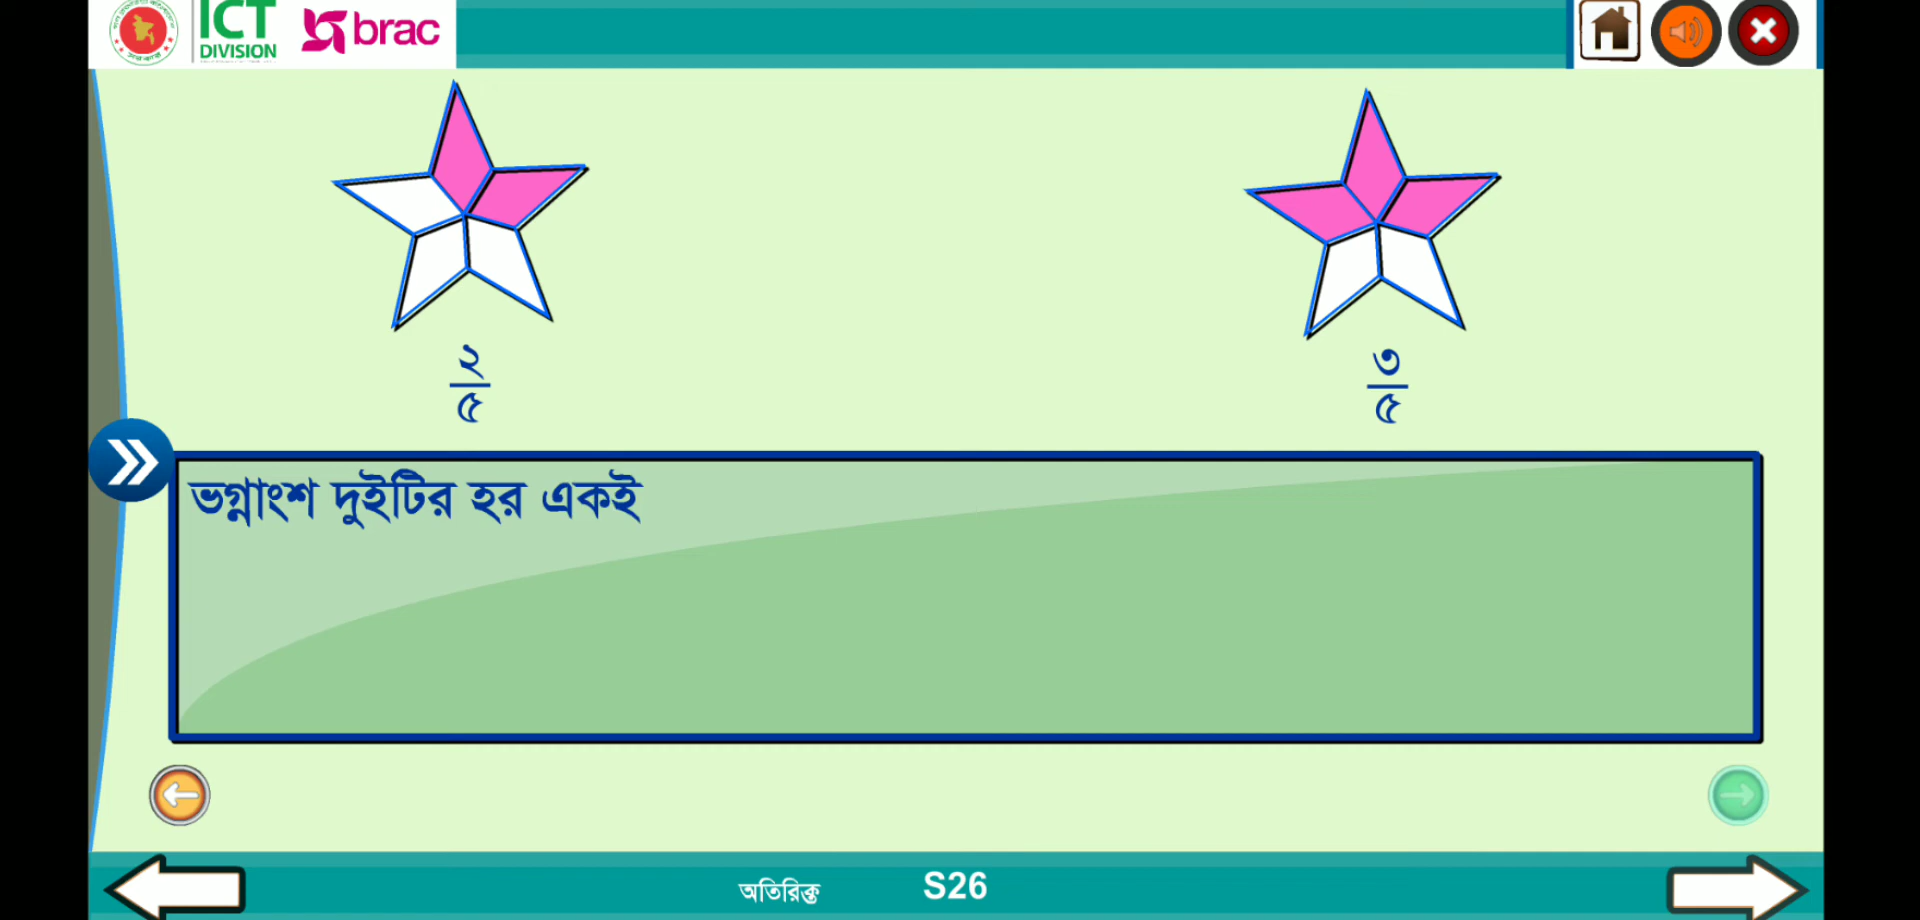 ICT
DIVISION
brac
২
৫
৩
৫
ভগ্নাংশ দুইটির হর একই
অতিরিক্ত S26